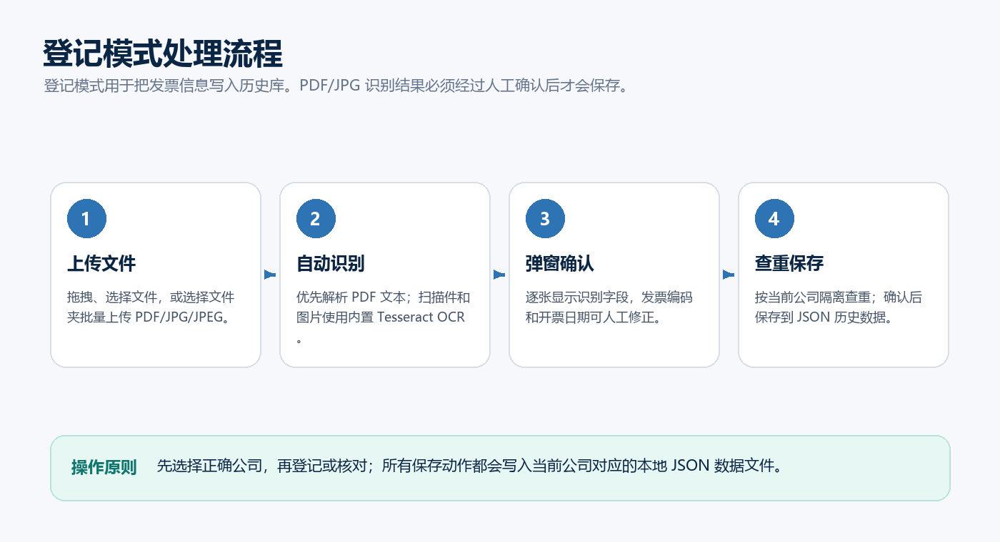 登记模式处理流程
登记模式用于把发票信息写入历史库。PDF/JPG 识别结果必须经过人工确认后才会保存。
1
上传文件
拖拽、选择文件，或选择文件
夹批量上传 PDF/JPG/JPEG。
2
自动识别
优先解析 PDF 文本；扫描件和
图片使用内置 Tesseract OCR
。
3
弹窗确认
逐张显示识别字段，发票编码
和开票日期可人工修正。
4
查重保存
按当前公司隔离查重；确认后
保存到 JSON 历史数据。
操作原则 先选择正确公司，再登记或核对；所有保存动作都会写入当前公司对应的本地 JSON 数据文件。